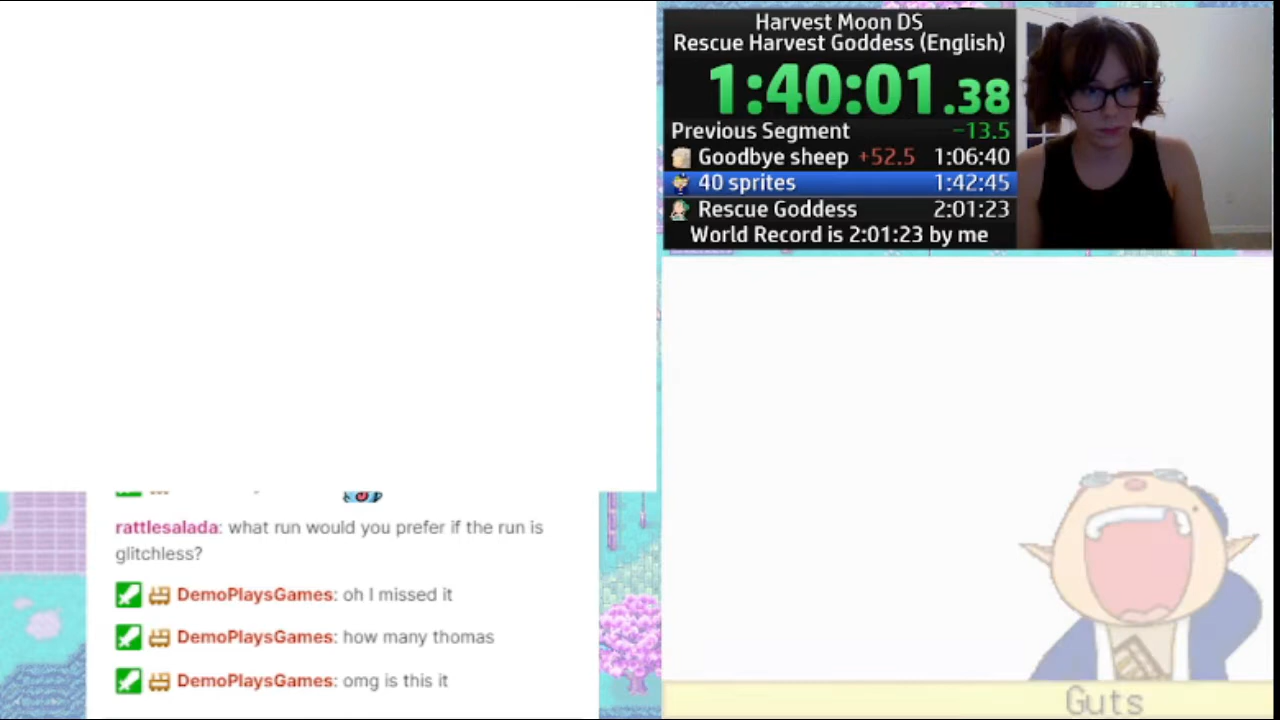 Harvest Moon DS
Rescue Harvest Goddess (English)
1:40:01.38
Previous Segment −13.5
Goodbye sheep +52.5 1:06:40
40 sprites 1:42:45
Rescue Goddess 2:01:23
World Record is 2:01:23 by me
rattlesalada: what run would you prefer if the run is
glitchless?
DemoPlaysGames: oh I missed it
DemoPlaysGames: how many thomas
DemoPlaysGames: omg is this it
Guts